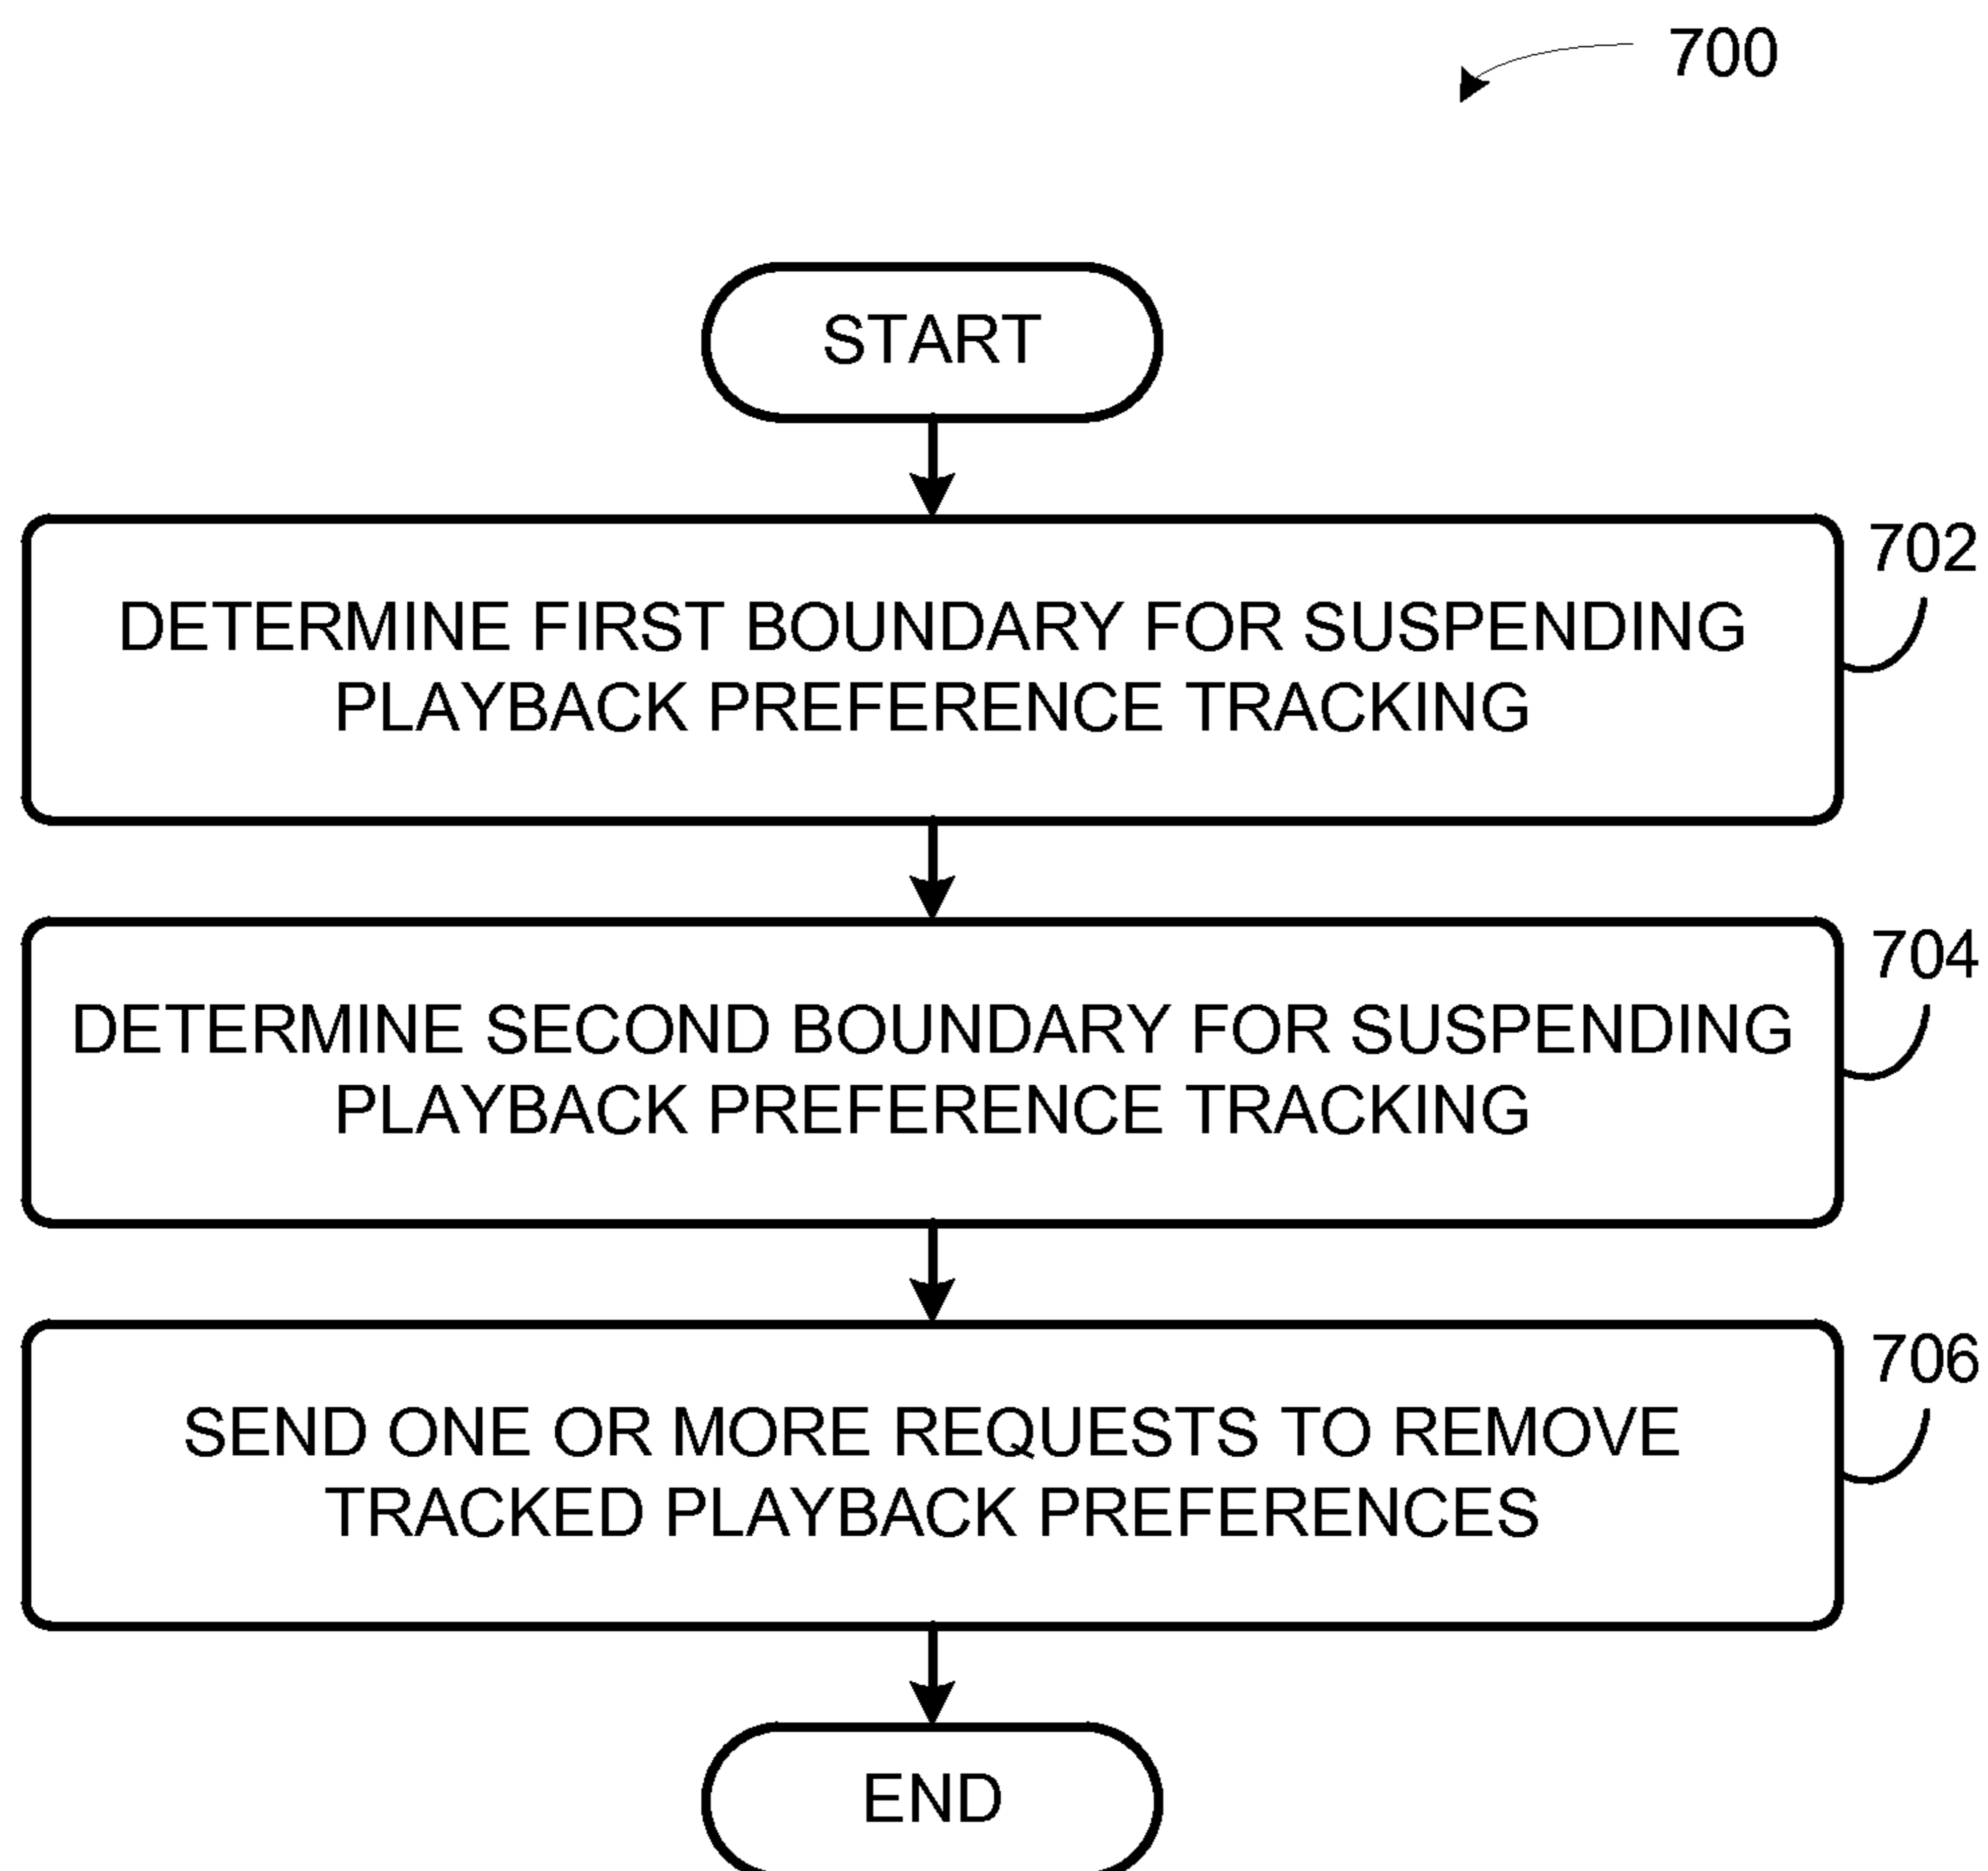 700
START
702
DETERMINE FIRST BOUNDARY FOR SUSPENDING
PLAYBACK PREFERENCE TRACKING
704
DETERMINE SECOND BOUNDARY FOR SUSPENDING
PLAYBACK PREFERENCE TRACKING
706
SEND ONE OR MORE REQUESTS TO REMOVE
TRACKED PLAYBACK PREFERENCES
END